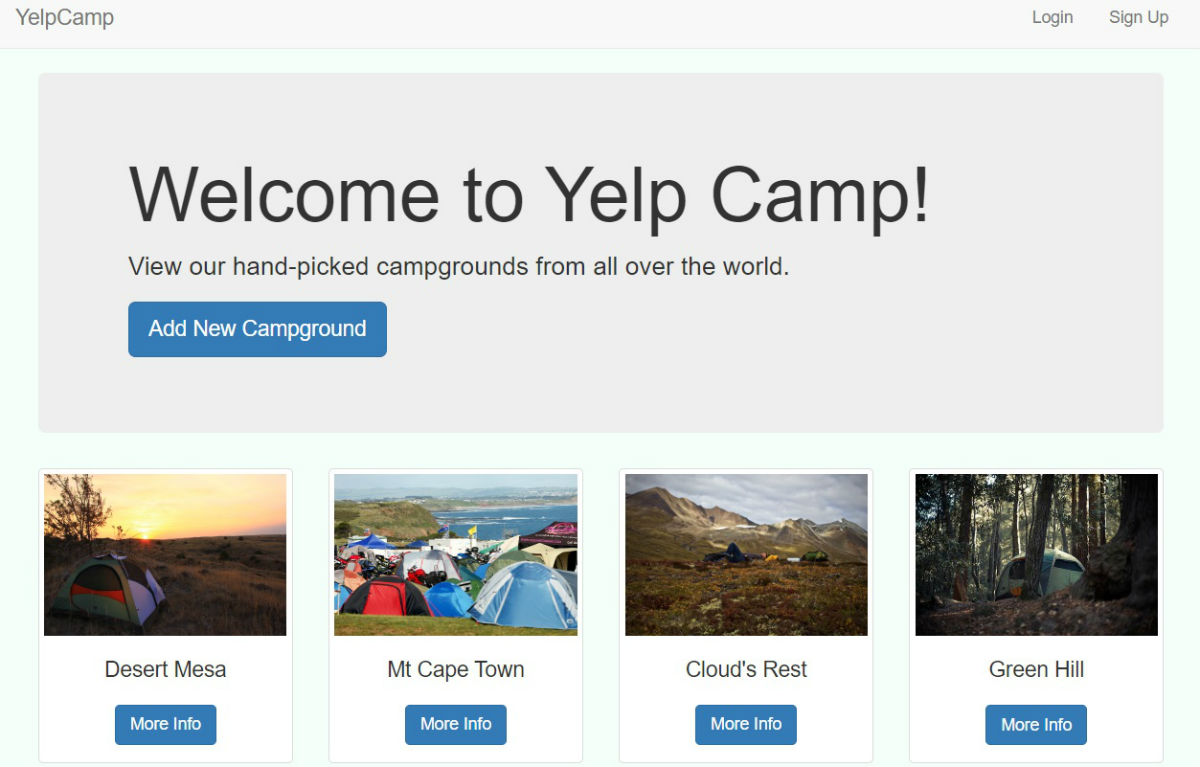 YelpCamp
Login
Sign Up
Welcome to Yelp Camp!
View our hand-picked campgrounds from all over the world.
Add New Campground
Desert Mesa
Mt Cape Town
Cloud's Rest
Green Hill
More Info
More Info
More Info
More Info